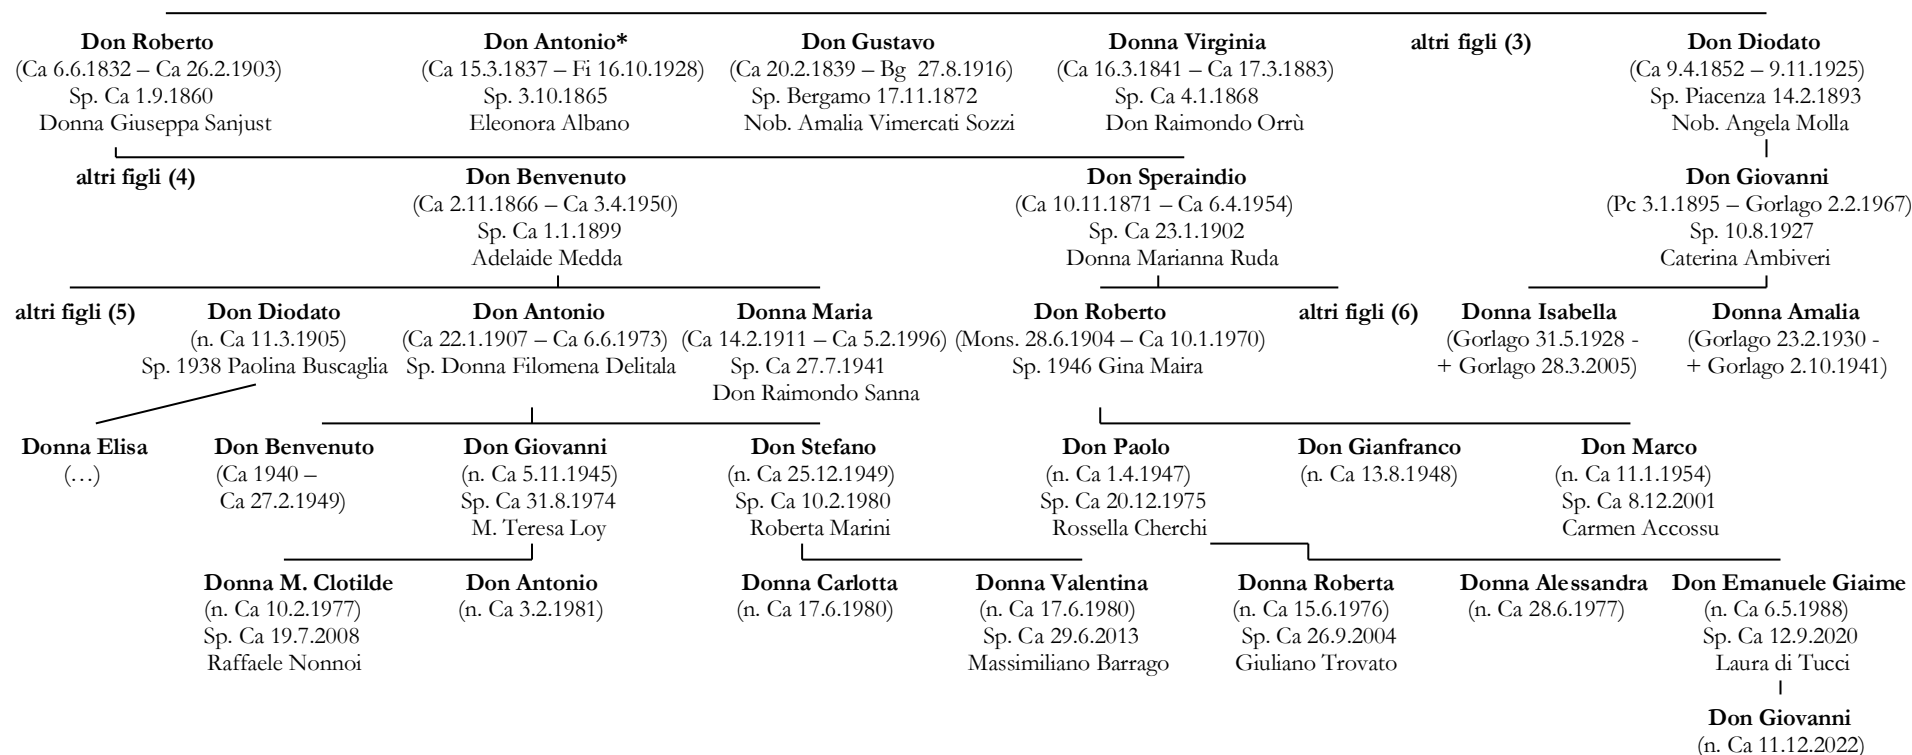 Don Roberto
(Ca 6.6.1832 – Ca 26.2.1903)
Sp. Ca 1.9.1860
Donna Giuseppa Sanjust
Don Antonio*
(Ca 15.3.1837 – Fi 16.10.1928)
Sp. 3.10.1865
Eleonora Albano
Don Gustavo
(Ca 20.2.1839 – Bg 27.8.1916)
Sp. Bergamo 17.11.1872
Nob. Amalia Vimercati Sozzi
Donna Virginia
(Ca 16.3.1841 – Ca 17.3.1883)
Sp. Ca 4.1.1868
Don Raimondo Orrù
altri figli (3)
Don Diodato
(Ca 9.4.1852 – 9.11.1925)
Sp. Piacenza 14.2.1893
Nob. Angela Molla
altri figli (4)
Don Benvenuto
(Ca 2.11.1866 – Ca 3.4.1950)
Sp. Ca 1.1.1899
Adelaide Medda
Don Speraindio
(Ca 10.11.1871 – Ca 6.4.1954)
Sp. Ca 23.1.1902
Donna Marianna Ruda
Don Giovanni
(Pc 3.1.1895 – Gorlago 2.2.1967)
Sp. 10.8.1927
Caterina Ambiveri
altri figli (5)
Don Diodato
(n. Ca 11.3.1905)
Sp. 1938 Paolina Buscaglia
Don Antonio
(Ca 22.1.1907 – Ca 6.6.1973)
Sp. Donna Filomena Delitala
Donna Maria
(Ca 14.2.1911 – Ca 5.2.1996)
Sp. Ca 27.7.1941
Don Raimondo Sanna
Don Roberto
(Mons. 28.6.1904 – Ca 10.1.1970)
Sp. 1946 Gina Maira
altri figli (6)
Donna Isabella
(Gorlago 31.5.1928 -
+ Gorlago 28.3.2005)
Donna Amalia
(Gorlago 23.2.1930 -
+ Gorlago 2.10.1941)
Donna Elisa
(…)
Don Benvenuto
(Ca 1940 –
Ca 27.2.1949)
Don Giovanni
(n. Ca 5.11.1945)
Sp. Ca 31.8.1974
M. Teresa Loy
Don Stefano
(n. Ca 25.12.1949)
Sp. Ca 10.2.1980
Roberta Marini
Don Paolo
(n. Ca 1.4.1947)
Sp. Ca 20.12.1975
Rossella Cherchi
Don Gianfranco
(n. Ca 13.8.1948)
Don Marco
(n. Ca 11.1.1954)
Sp. Ca 8.12.2001
Carmen Accossu
Donna M. Clotilde
(n. Ca 10.2.1977)
Sp. Ca 19.7.2008
Raffaele Nonnoi
Don Antonio
(n. Ca 3.2.1981)
Donna Carlotta
(n. Ca 17.6.1980)
Donna Valentina
(n. Ca 17.6.1980)
Sp. Ca 29.6.2013
Massimiliano Barrago
Donna Roberta
(n. Ca 15.6.1976)
Sp. Ca 26.9.2004
Giuliano Trovato
Donna Alessandra
(n. Ca 28.6.1977)
Don Emanuele Giaime
(n. Ca 6.5.1988)
Sp. Ca 12.9.2020
Laura di Tucci
Don Giovanni
(n. Ca 11.12.2022)